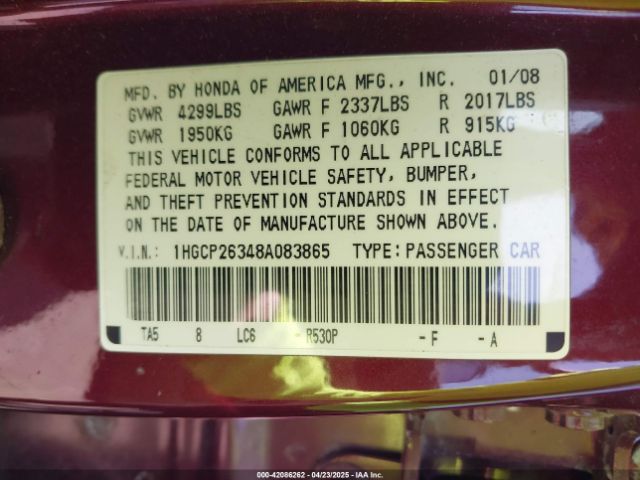 MFD. BY HONDA OF AMERICA MFG., INC. 01/08
GVWR 4299LBS GAWR F 2337LBS R 2017LBS
GVWR 1950KG GAWR F 1060KG R 915KG
THIS VEHICLE CONFORMS TO ALL APPLICABLE
FEDERAL MOTOR VEHICLE SAFETY, BUMPER,
AND THEFT PREVENTION STANDARDS IN EFFECT
ON THE DATE OF MANUFACTURE SHOWN ABOVE.
V.I.N.: 1HGCP26348A083865 TYPE: PASSENGER CAR
TA5 8 LC6 - R530P - F - A
000-42086262 - 04/23/2025 - IAA Inc.